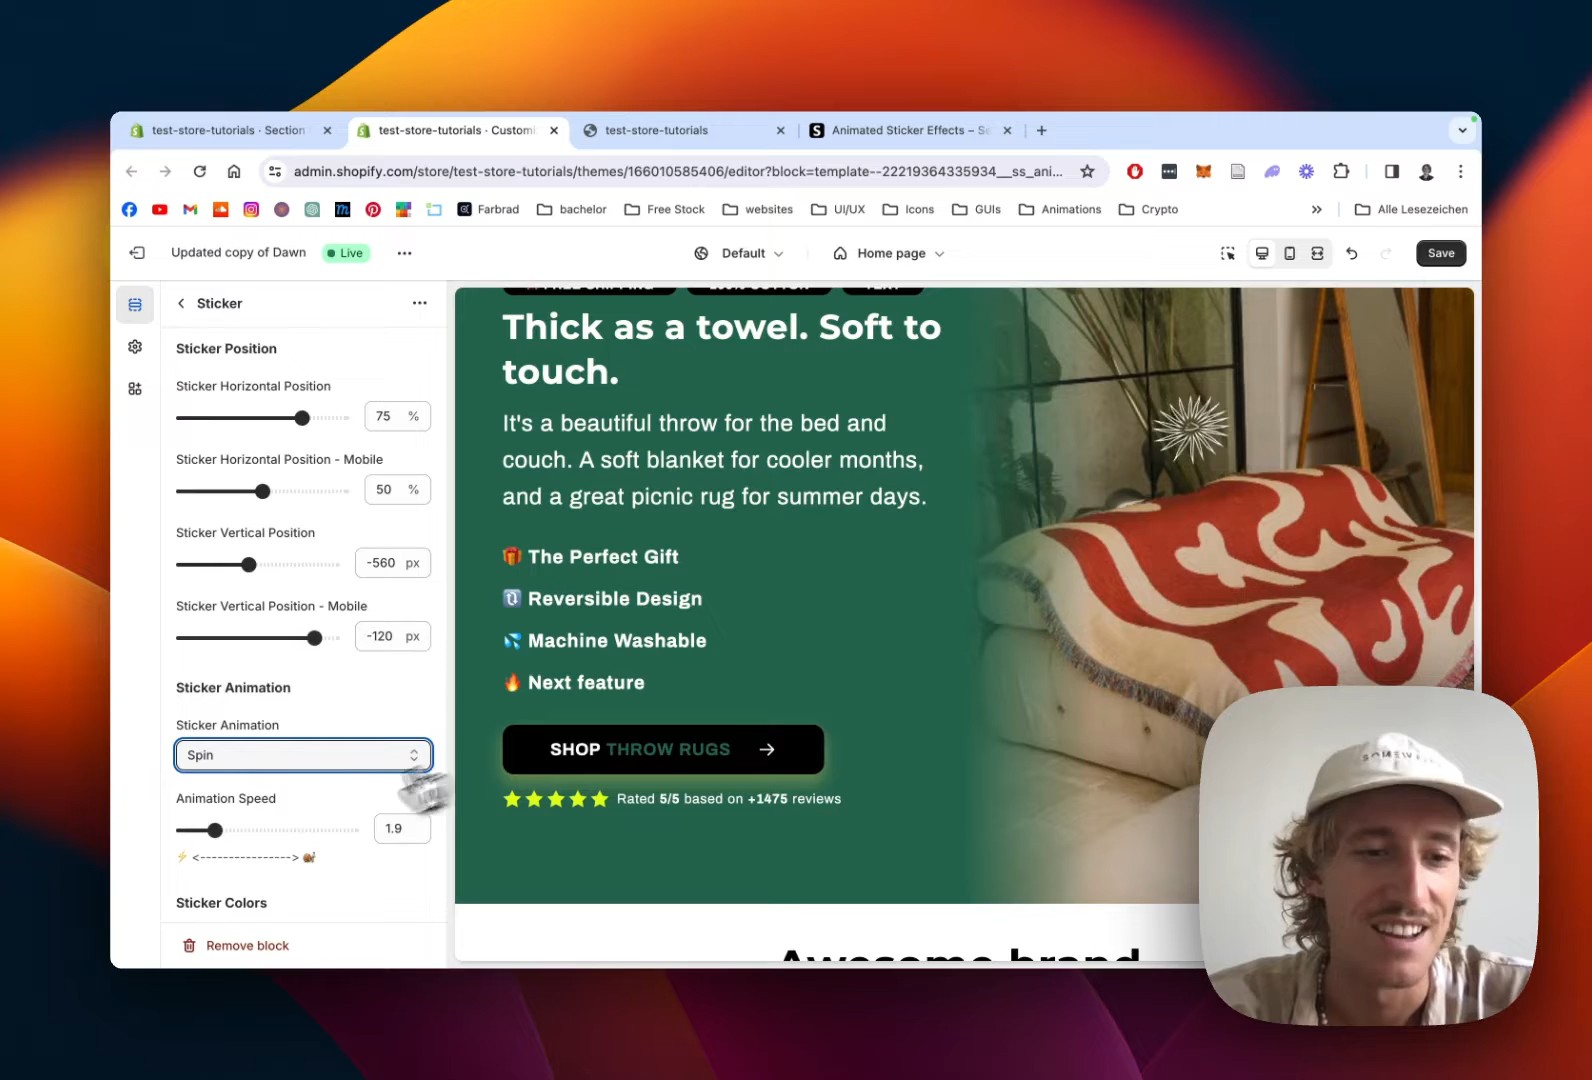 test-store-tutorials · Section
test-store-tutorials · Customi
test-store-tutorials
Animated Sticker Effects – Se
admin.shopify.com/store/test-store-tutorials/themes/166010585406/editor?block=template--22219364335934__ss_ani...
Farbrad
bachelor
Free Stock
websites
UI/UX
Icons
GUIs
Animations
Crypto
Alle Lesezeichen
Updated copy of Dawn
Live
Default
Home page
Save
Sticker
Sticker Position
Sticker Horizontal Position
75 %
Sticker Horizontal Position - Mobile
50 %
Sticker Vertical Position
-560 px
Sticker Vertical Position - Mobile
-120 px
Sticker Animation
Sticker Animation
Spin
Animation Speed
1.9
⚡ <----------------> 🐌
Sticker Colors
Remove block
Thick as a towel. Soft to
touch.
It's a beautiful throw for the bed and
couch. A soft blanket for cooler months,
and a great picnic rug for summer days.
🎁 The Perfect Gift
🔃 Reversible Design
💦 Machine Washable
🔥 Next feature
SHOP THROW RUGS →
Rated 5/5 based on +1475 reviews
Awesome brand